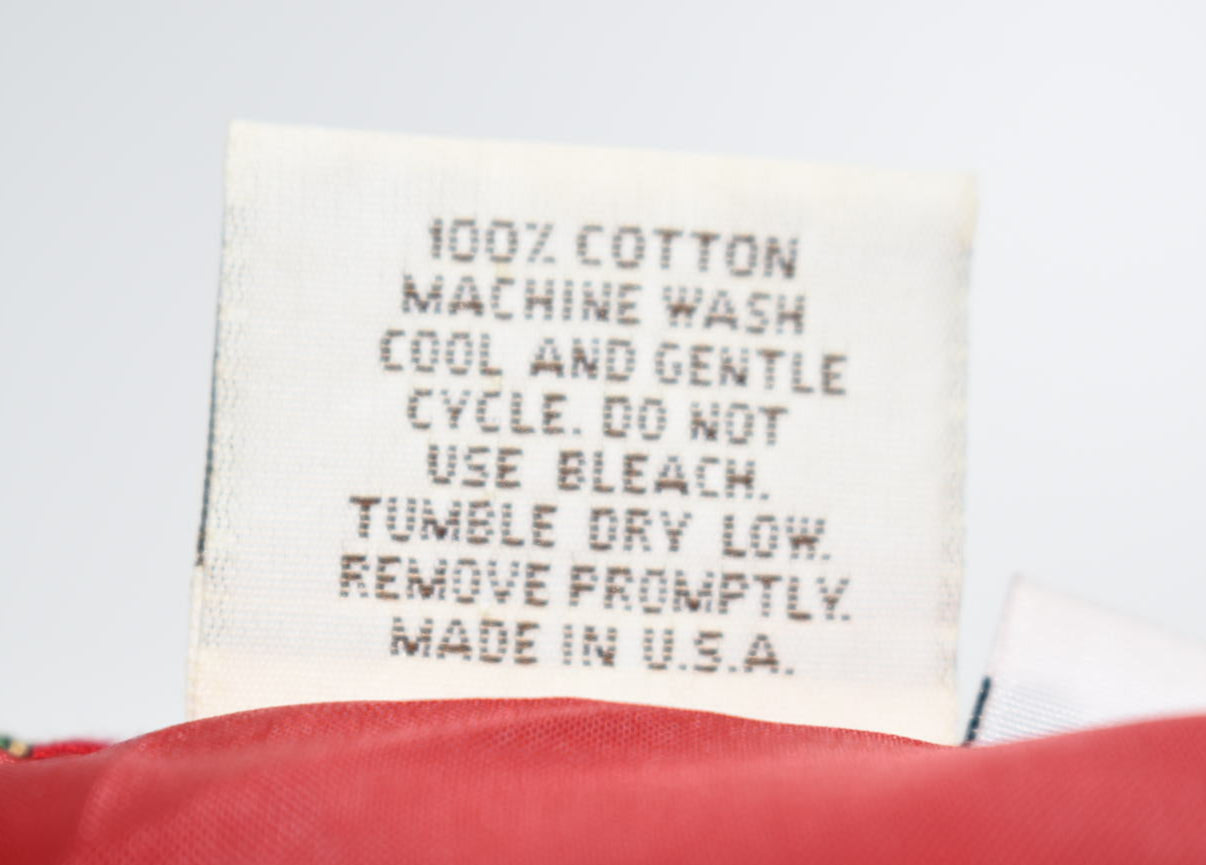 100% COTTON
MACHINE WASH
COOL AND GENTLE
CYCLE. DO NOT
USE BLEACH.
TUMBLE DRY LOW.
REMOVE PROMPTLY.
MADE IN U.S.A.